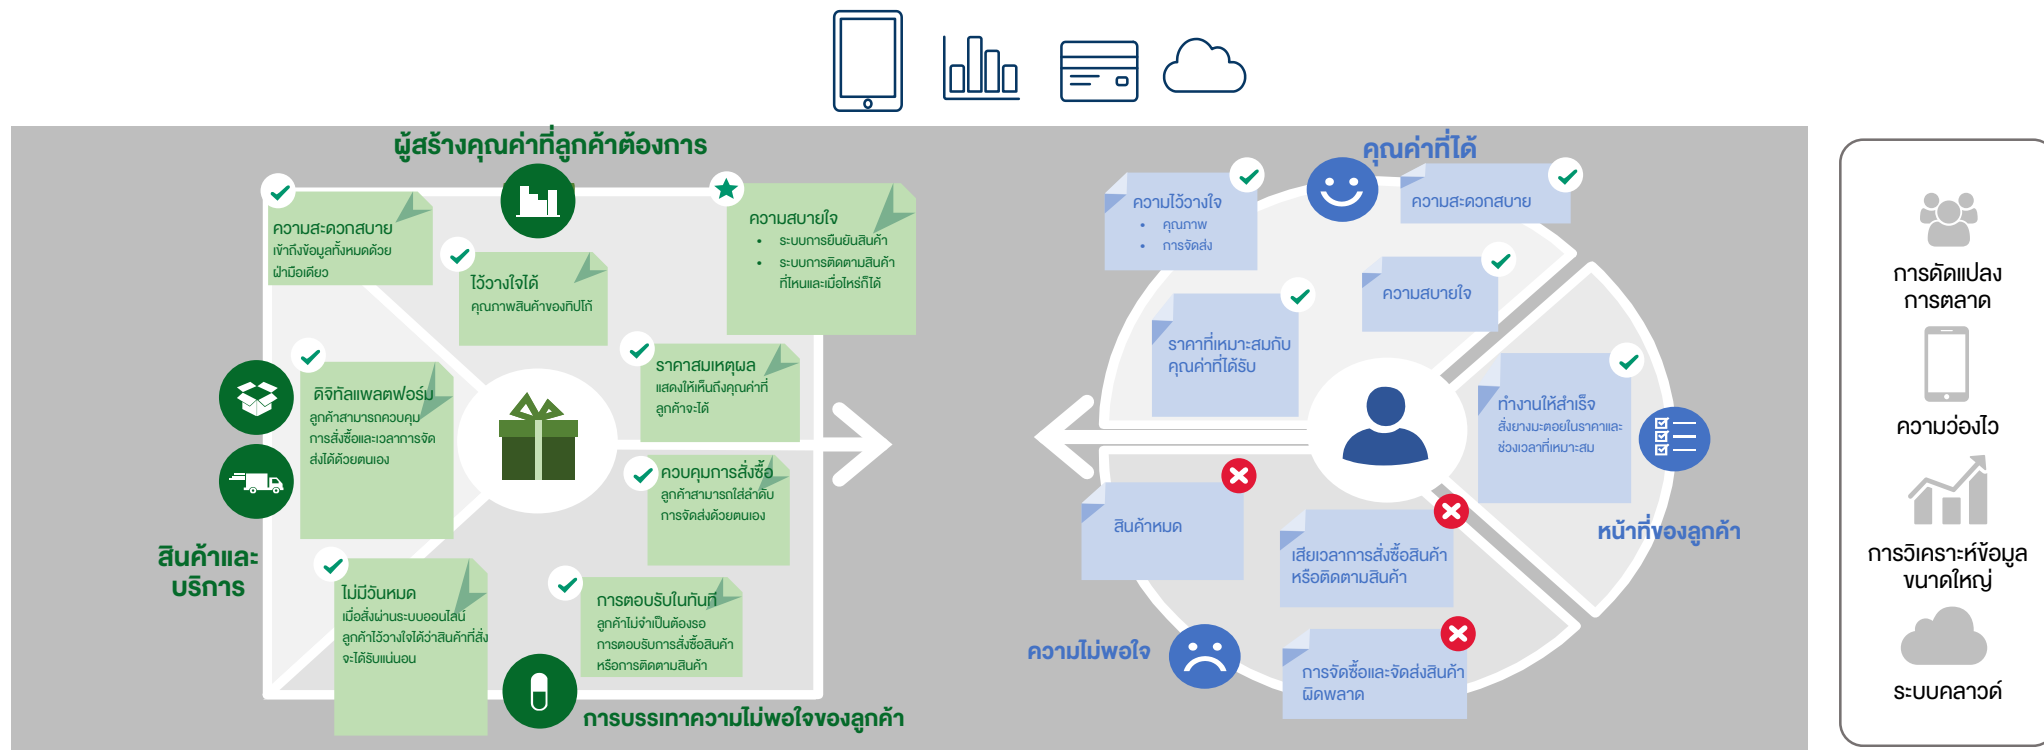 ผู้สร้างคุณค่าที่ลูกค้าต้องการ
ความสะดวกสบาย
เข้าถึงข้อมูลทั้งหมดด้วย
ฝ่ามือเดียว
ไว้วางใจได้
คุณภาพสินค้าของทิปโก้
ความสบายใจ
• ระบบการยืนยันสินค้า
• ระบบการติดตามสินค้า
ที่ไหนและเมื่อไหร่ก็ได้
ราคาสมเหตุผล
แสดงให้เห็นถึงคุณค่าที่
ลูกค้าจะได้
ดิจิทัลแพลตฟอร์ม
ลูกค้าสามารถควบคุม
การสั่งซื้อและเวลาการจัด
ส่งได้ด้วยตนเอง
ควบคุมการสั่งซื้อ
ลูกค้าสามารถใส่ลำดับ
การจัดส่งด้วยตนเอง
สินค้าและ
บริการ
ไม่มีวันหมด
เมื่อสั่งผ่านระบบออนไลน์
ลูกค้าไว้วางใจได้ว่าสินค้าที่สั่ง
จะได้รับแน่นอน
การตอบรับในทันที
ลูกค้าไม่จำเป็นต้องรอ
การตอบรับการสั่งซื้อสินค้า
หรือการติดตามสินค้า
การบรรเทาความไม่พอใจของลูกค้า
คุณค่าที่ได้
ความไว้วางใจ
• คุณภาพ
• การจัดส่ง
ความสะดวกสบาย
ความสบายใจ
ราคาที่เหมาะสมกับ
คุณค่าที่ได้รับ
ทำงานให้สำเร็จ
สั่งยางมะตอยในราคาและ
ช่วงเวลาที่เหมาะสม
หน้าที่ของลูกค้า
สินค้าหมด
เสียเวลาการสั่งซื้อสินค้า
หรือติดตามสินค้า
ความไม่พอใจ
การจัดซื้อและจัดส่งสินค้า
ผิดพลาด
การดัดแปลง
การตลาด
ความว่องไว
การวิเคราะห์ข้อมูล
ขนาดใหญ่
ระบบคลาวด์